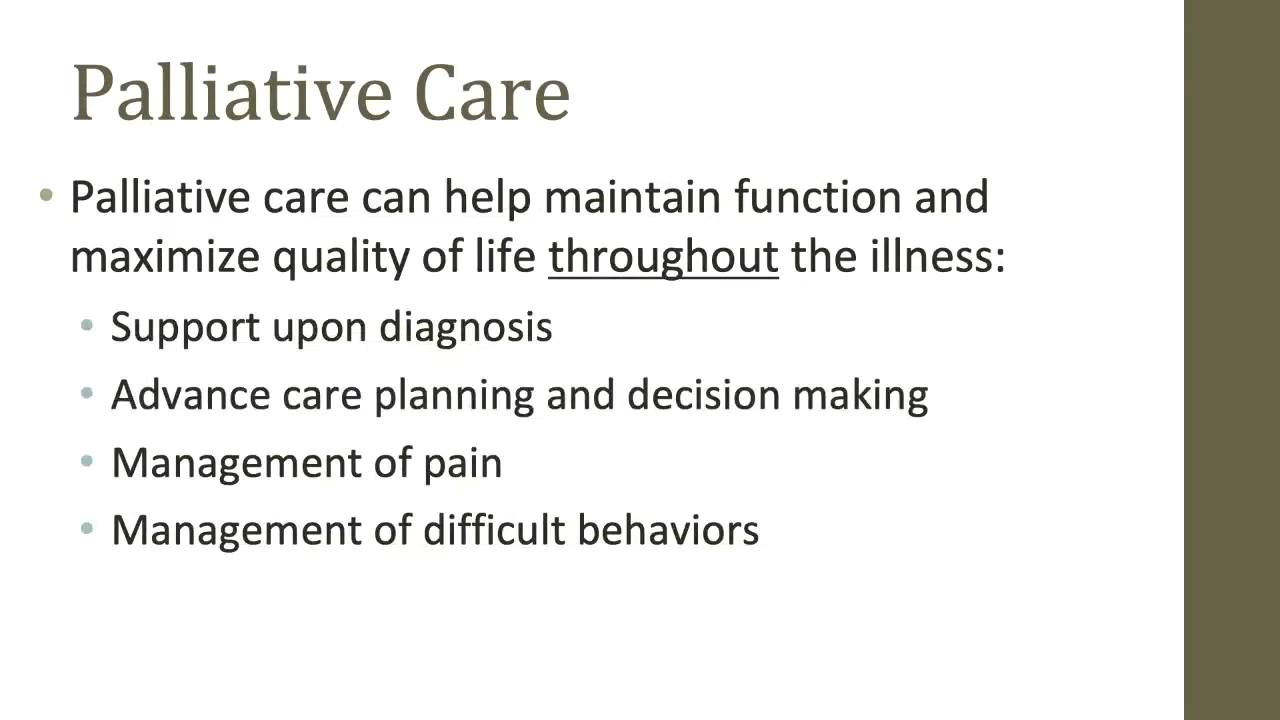 Palliative Care
• Palliative care can help maintain function and
maximize quality of life throughout the illness:
• Support upon diagnosis
• Advance care planning and decision making
• Management of pain
• Management of difficult behaviors